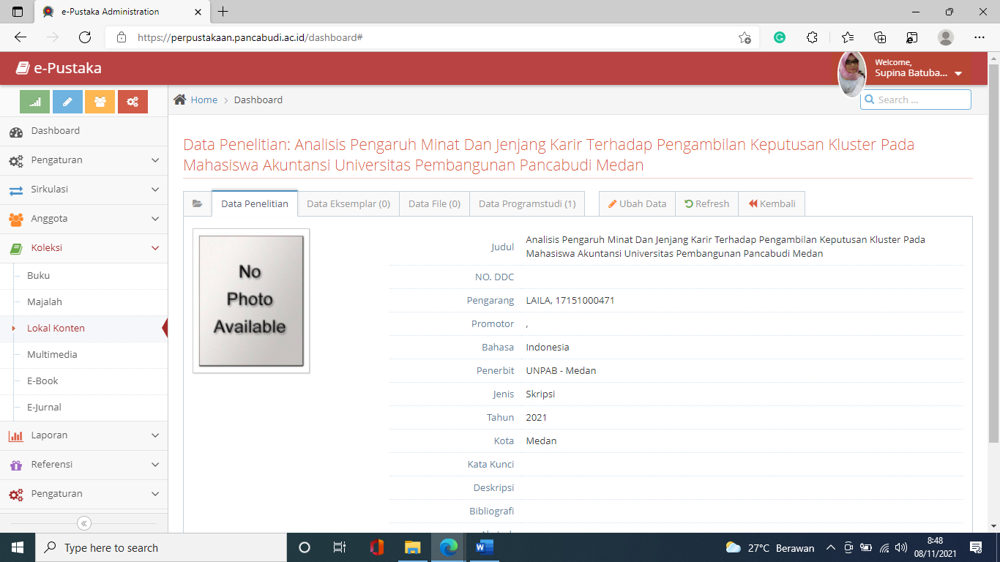 e-Pustaka Administration
https://perpustakaan.pancabudi.ac.id/dashboard#
e-Pustaka
Welcome,
Supina Batuba...
Home
Dashboard
Search ...
Dashboard
Pengaturan
Sirkulasi
Anggota
Koleksi
Buku
Majalah
Lokal Konten
Multimedia
E-Book
E-Jurnal
Laporan
Referensi
Pengaturan
Data Penelitian: Analisis Pengaruh Minat Dan Jenjang Karir Terhadap Pengambilan Keputusan Kluster Pada
Mahasiswa Akuntansi Universitas Pembangunan Pancabudi Medan
Data Penelitian
Data Eksemplar (0)
Data File (0)
Data Programstudi (1)
Ubah Data
Refresh
Kembali
No
Photo
Available
Judul
Analisis Pengaruh Minat Dan Jenjang Karir Terhadap Pengambilan Keputusan Kluster Pada
Mahasiswa Akuntansi Universitas Pembangunan Pancabudi Medan
NO. DDC
Pengarang LAILA, 17151000471
Promotor ,
Bahasa Indonesia
Penerbit UNPAB - Medan
Jenis Skripsi
Tahun 2021
Kota Medan
Kata Kunci
Deskripsi
Bibliografi
Type here to search
27°C Berawan
8:48
08/11/2021